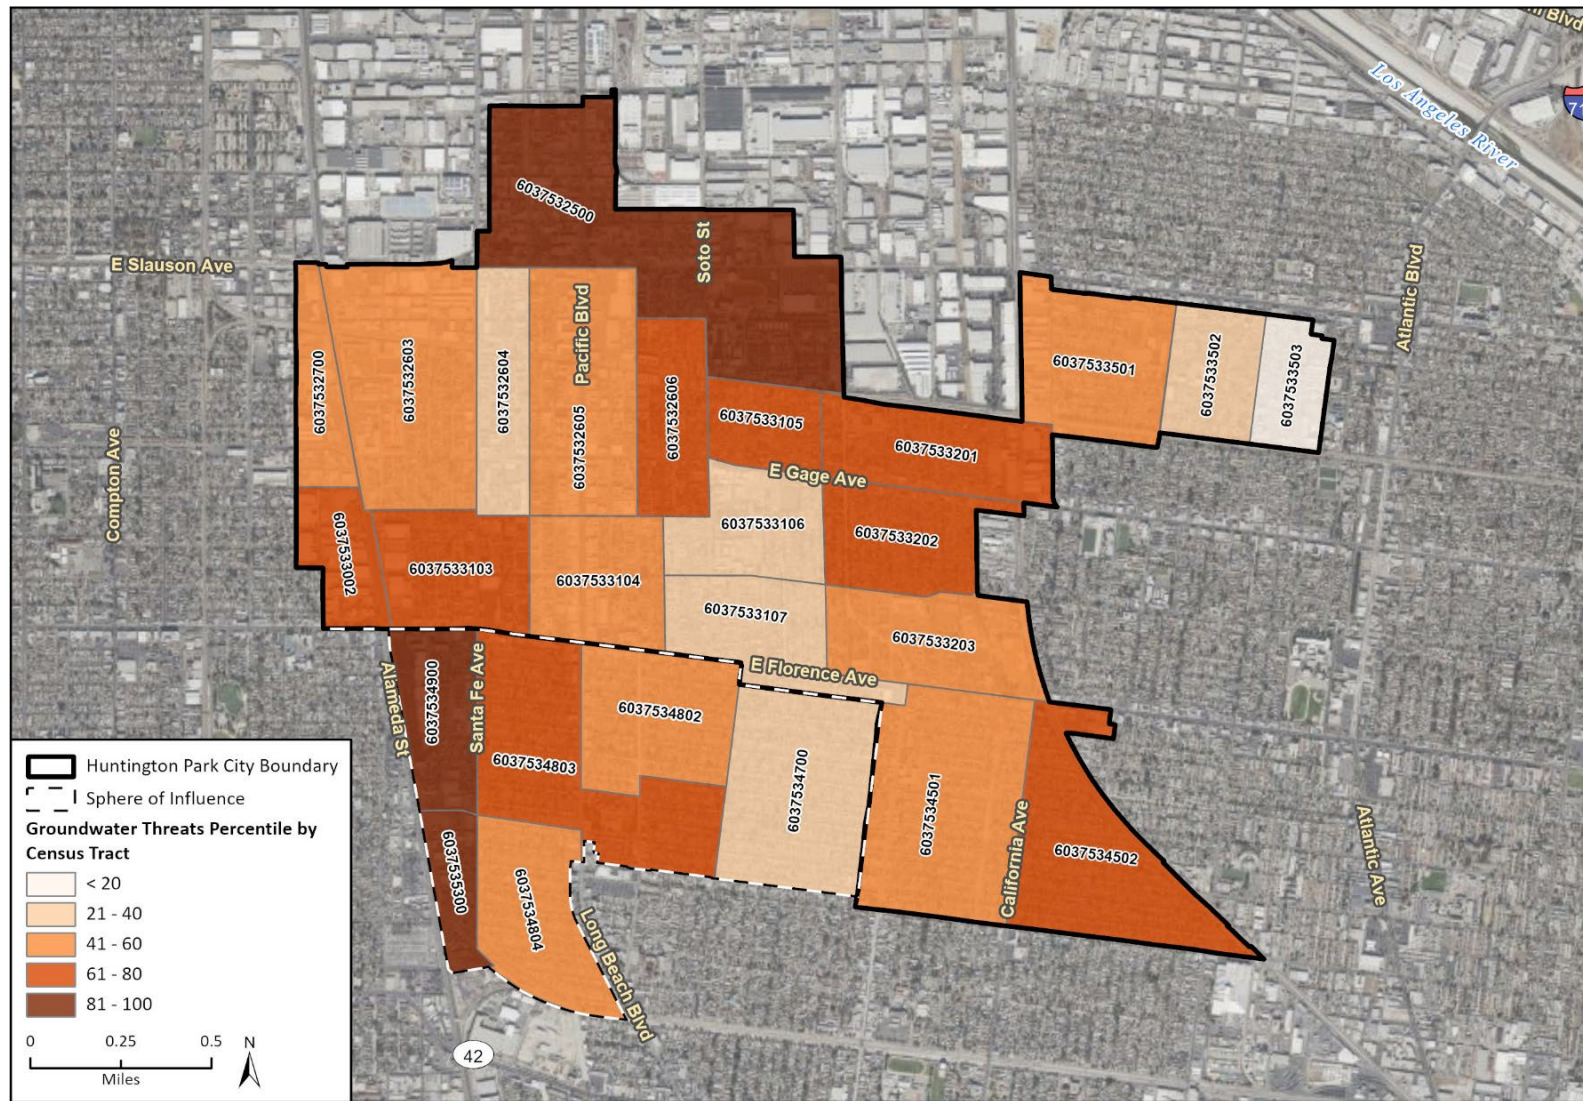 Los Angeles River
71
6037532500
Soto St
E Slauson Ave
Atlantic Blvd
Pacific Blvd
6037532700
6037532603
6037532604
6037532605
6037532606
6037533501
6037533502
6037533503
6037533105
6037533201
E Gage Ave
Compton Ave
6037533106
6037533202
6037533002
6037533103
6037533104
6037533107
6037533203
E Florence Ave
Alameda St
6037534900
Santa Fe Ave
6037534802
6037534803
6037534700
6037534501
California Ave
6037534502
Atlantic Ave
6037535300
6037534804
Long Beach Blvd
42
Huntington Park City Boundary
Sphere of Influence
Groundwater Threats Percentile by
Census Tract
< 20
21 - 40
41 - 60
61 - 80
81 - 100
0 0.25 0.5
Miles
N